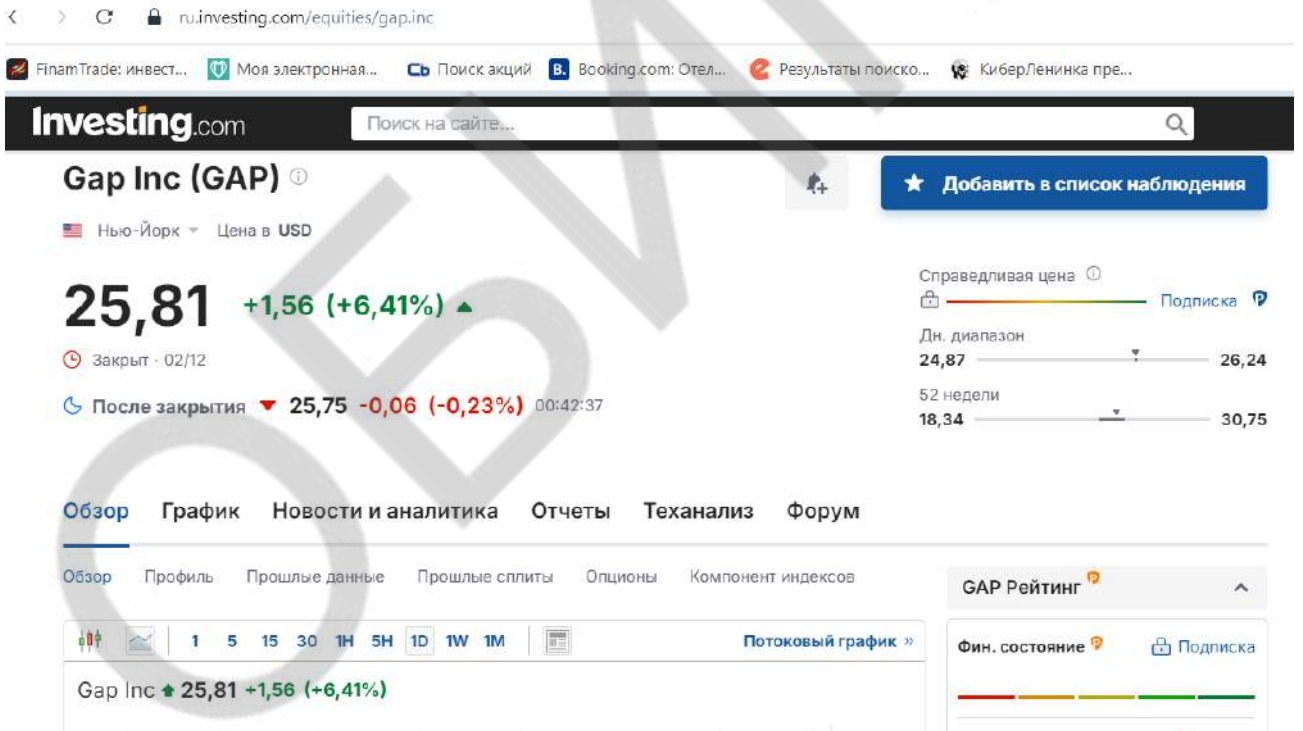 ru.investing.com/equities/gap.inc
FinamTrade: инвест... Моя электронная... Сb Поиск акций B. Booking.com: Отел... Результаты поиско... КиберЛенинка пре...
Investing.com Поиск на сайте...
Gap Inc (GAP)
Добавить в список наблюдения
Нью-Йорк Цена в USD
Справедливая цена
25,81 +1,56 (+6,41%)
Подписка
Дн. диапазон
Закрыт · 02/12
24,87 26,24
52 недели
После закрытия 25,75 -0,06 (-0,23%) 00:42:37
18,34 30,75
Обзор График Новости и аналитика Отчеты Теханализ Форум
Обзор Профиль Прошлые данные Прошлые сплиты Опционы Компонент индексов
GAP Рейтинг
1 5 15 30 1H 5H 1D 1W 1M Потоковый график »
Фин. состояние Подписка
Gap Inc 25,81 +1,56 (+6,41%)